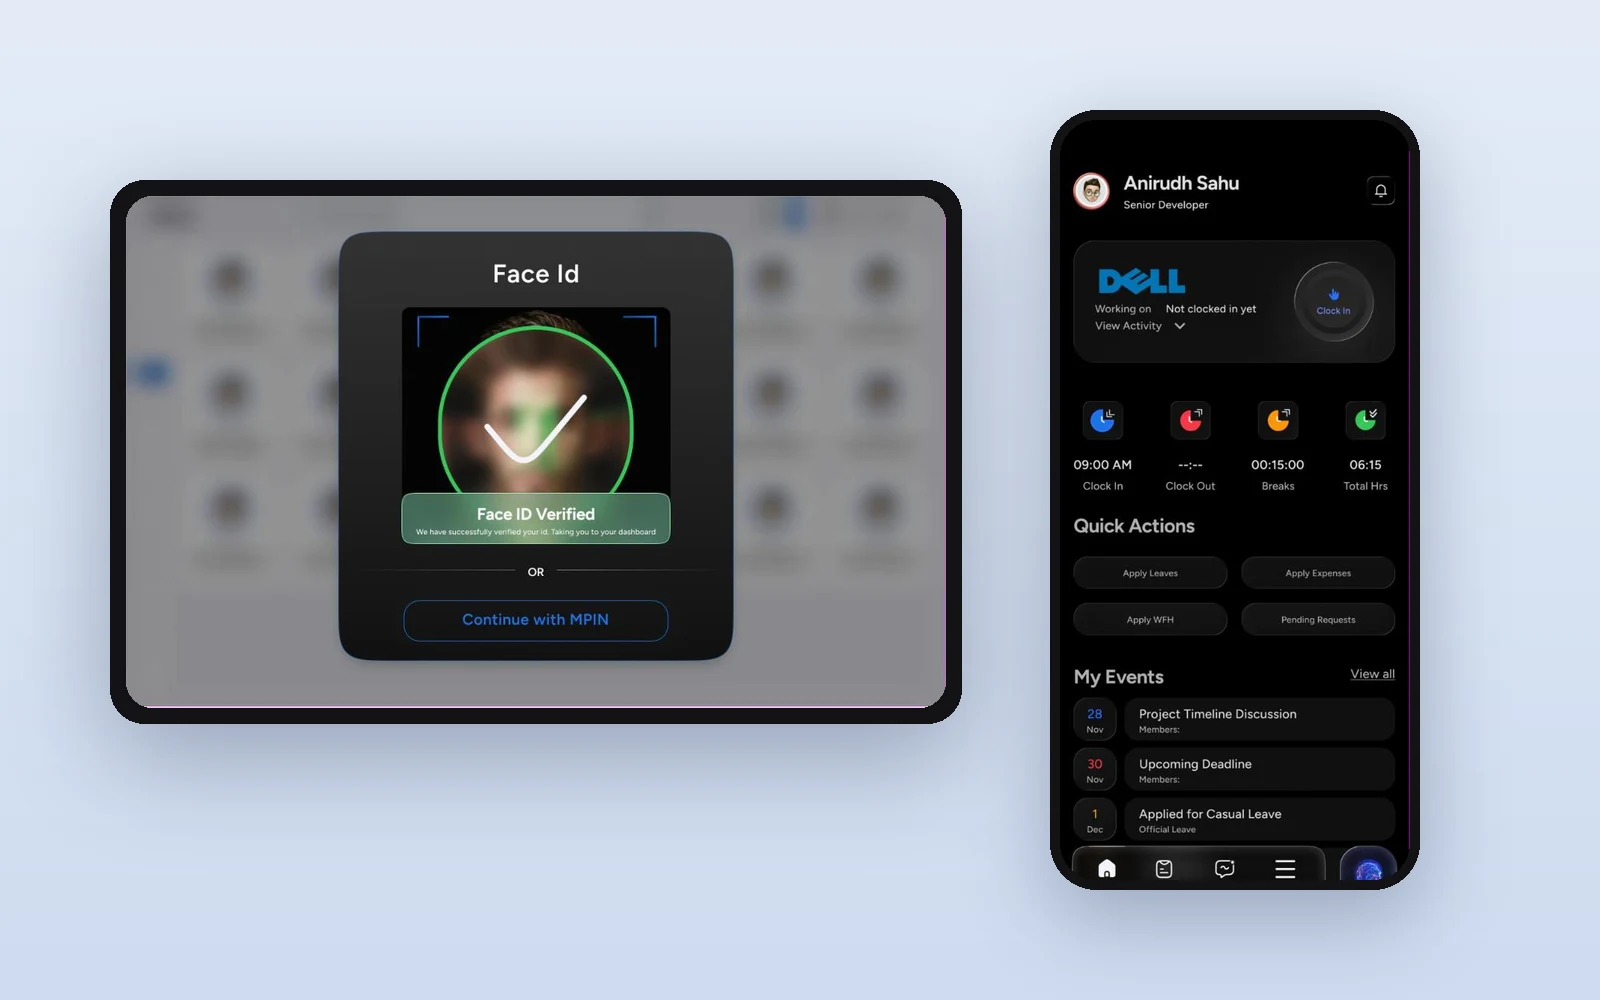 Face Id
Face ID Verified
We have successfully verified your id. Taking you to your dashboard
OR
Continue with MPIN
Anirudh Sahu
Senior Developer
DELL
Working on Not clocked in yet
View Activity
Clock In
09:00 AM --:-- 00:15:00 06:15
Clock In Clock Out Breaks Total Hrs
Quick Actions
Apply Leaves Apply Expenses
Apply WFH Pending Requests
My Events View all
28 Project Timeline Discussion
Nov Members:
30 Upcoming Deadline
Nov Members:
1 Applied for Casual Leave
Dec Official Leave